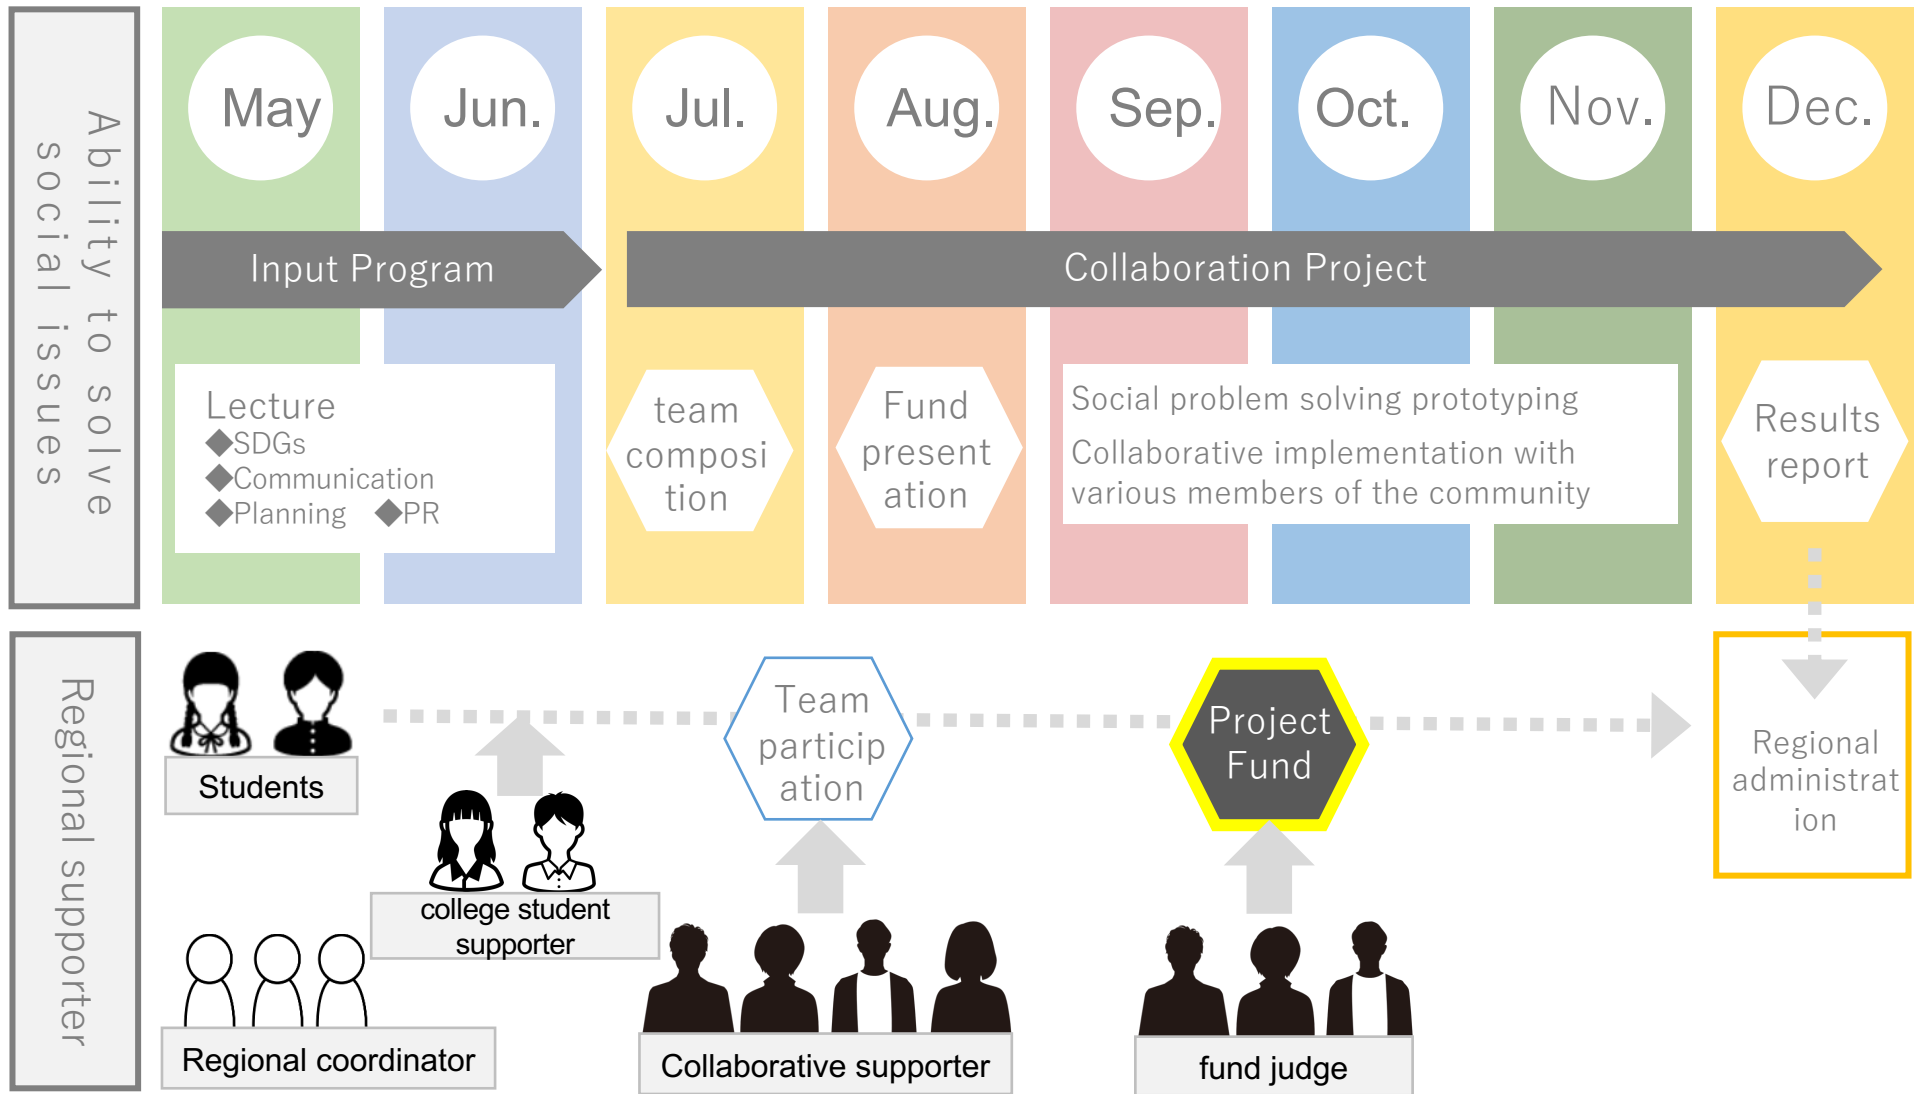 Ability to solve
social issues
May
Jun.
Jul.
Aug.
Sep.
Oct.
Nov.
Dec.
Input Program
Collaboration Project
Lecture
◆SDGs
◆Communication
◆Planning ◆PR
team
composi
tion
Fund
present
ation
Social problem solving prototyping
Collaborative implementation with
various members of the community
Results
report
Regional supporter
Students
college student
supporter
Regional coordinator
Team
particip
ation
Collaborative supporter
Project
Fund
fund judge
Regional
administrat
ion